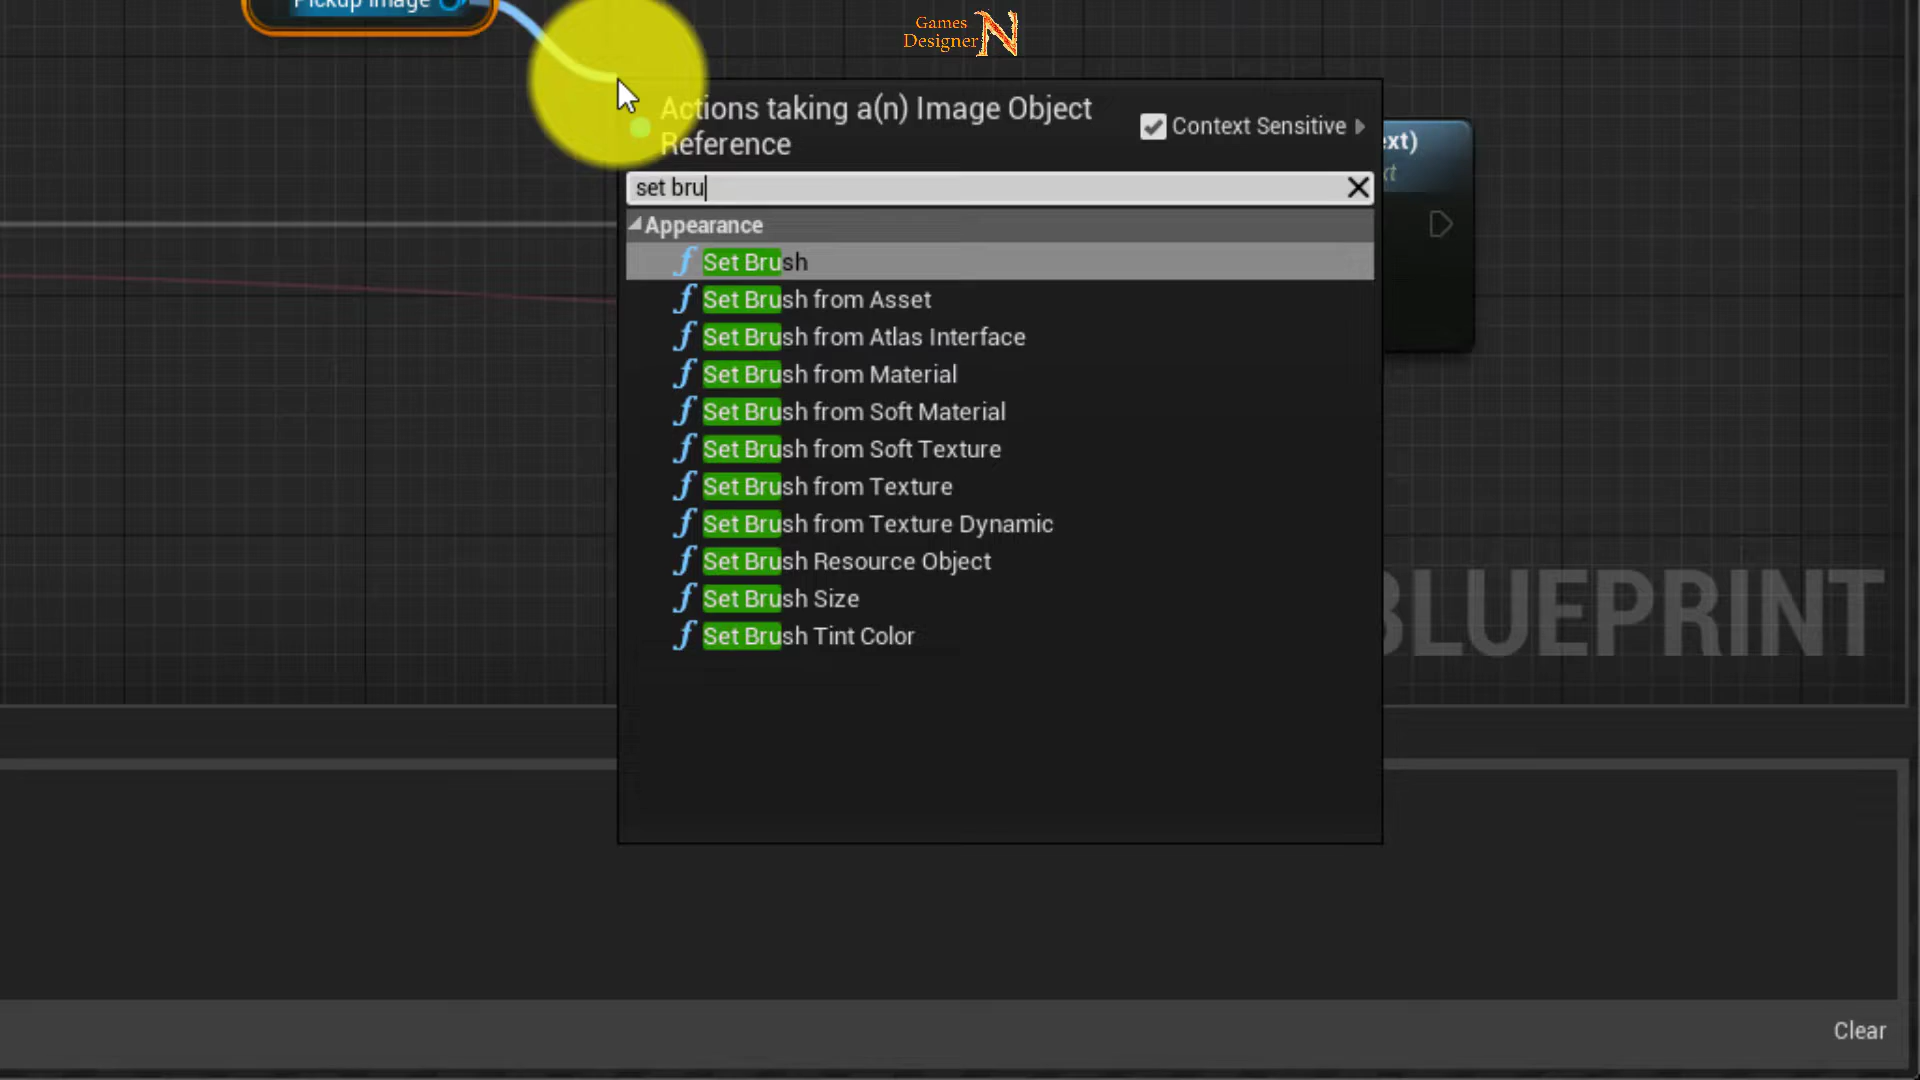 Pickup Image
Games
Designer N
Actions taking a(n) Image Object
Reference
Context Sensitive
ext)
xt
set bru
Appearance
f Set Brush
f Set Brush from Asset
f Set Brush from Atlas Interface
f Set Brush from Material
f Set Brush from Soft Material
f Set Brush from Soft Texture
f Set Brush from Texture
f Set Brush from Texture Dynamic
f Set Brush Resource Object
f Set Brush Size
f Set Brush Tint Color
BLUEPRINT
Clear